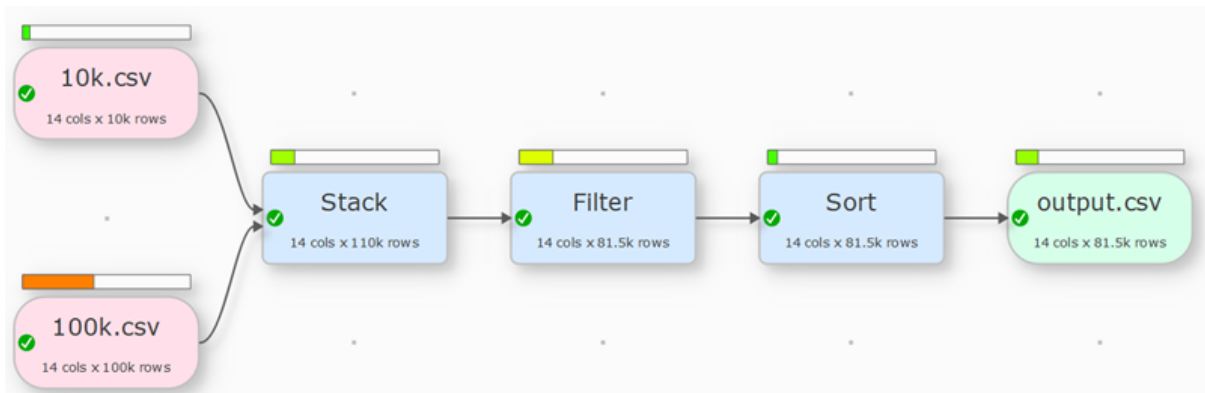 10k.csv
14 cols x 10k rows
Stack
14 cols x 110k rows
Filter
14 cols x 81.5k rows
Sort
14 cols x 81.5k rows
output.csv
14 cols x 81.5k rows
100k.csv
14 cols x 100k rows